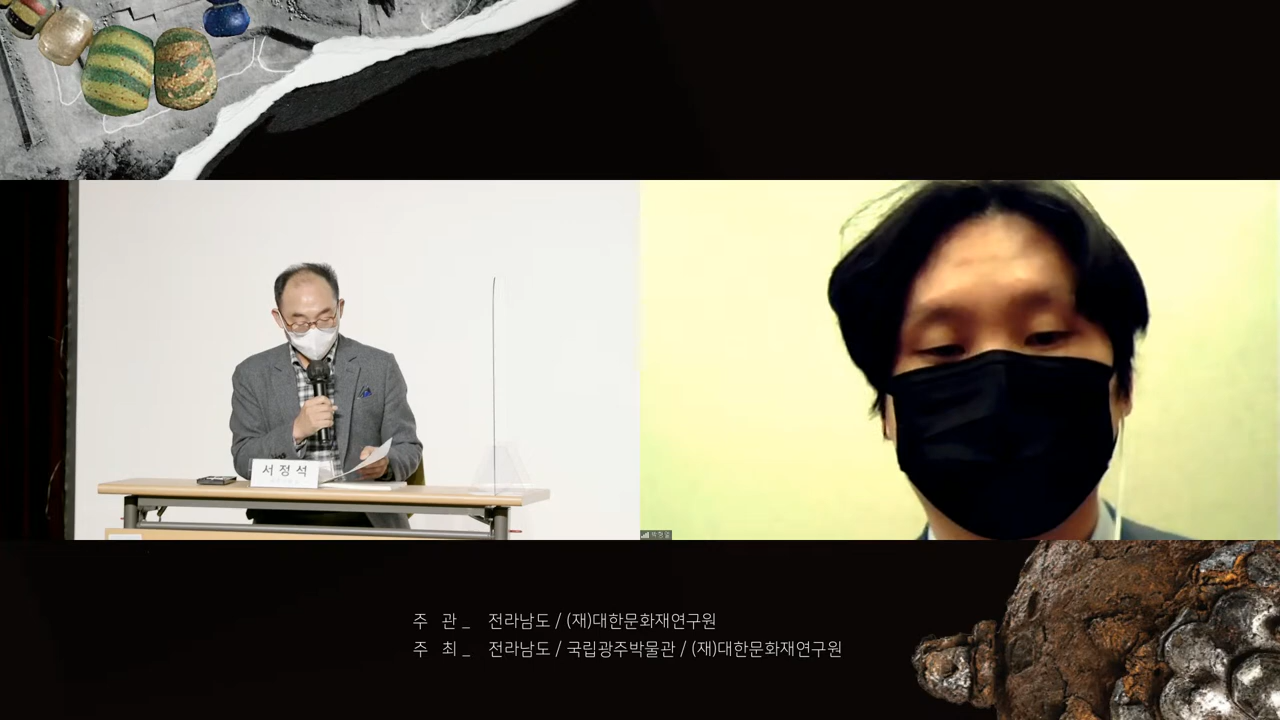 서정석
주 관 _ 전라남도 / (재)대한문화재연구원
주 최 _ 전라남도 / 국립광주박물관 / (재)대한문화재연구원